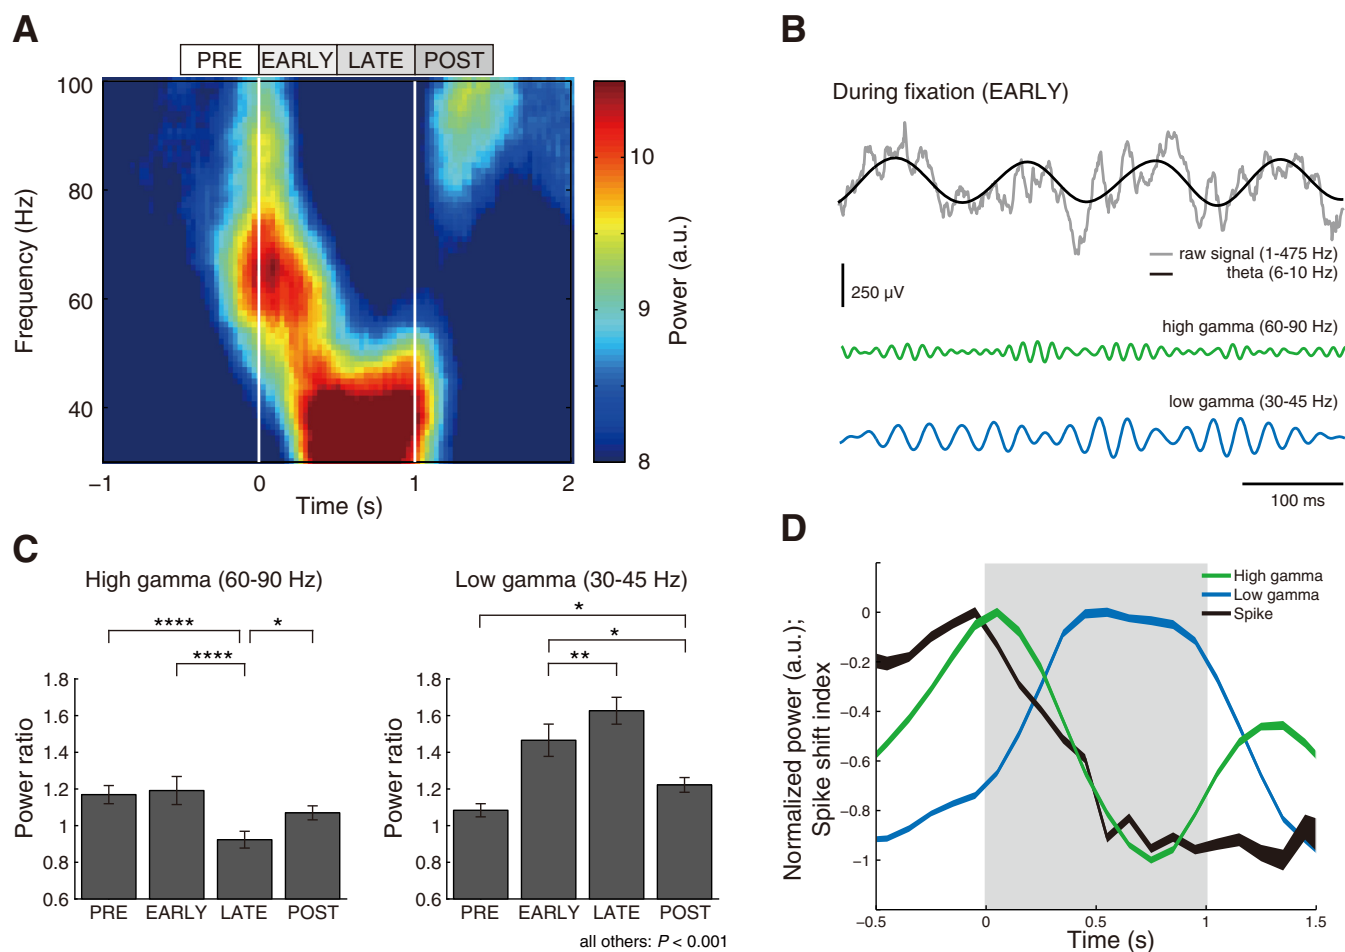 A
PRE EARLY LATE POST
100
80
60
40
Frequency (Hz)
−1 0 1 2
Time (s)
10
9
8
Power (a.u.)
B
During fixation (EARLY)
raw signal (1-475 Hz)
theta (6-10 Hz)
250 µV
high gamma (60-90 Hz)
low gamma (30-45 Hz)
100 ms
C
High gamma (60-90 Hz)
**** *
****
1.8
1.6
1.4
1.2
1
0.8
0.6
Power ratio
PRE EARLY LATE POST
Low gamma (30-45 Hz)
*
*
**
1.8
1.6
1.4
1.2
1
0.8
0.6
Power ratio
PRE EARLY LATE POST
all others: P < 0.001
D
High gamma
Low gamma
Spike
0
−0.2
−0.4
−0.6
−0.8
−1
Normalized power (a.u.);
Spike shift index
−0.5 0 0.5 1 1.5
Time (s)